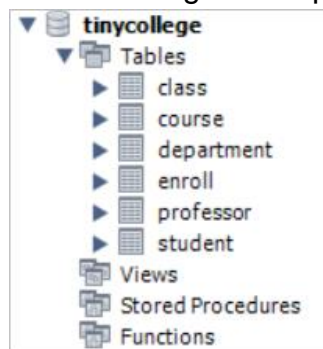 tinycollege
Tables
class
course
department
enroll
professor
student
Views
Stored Procedures
Functions